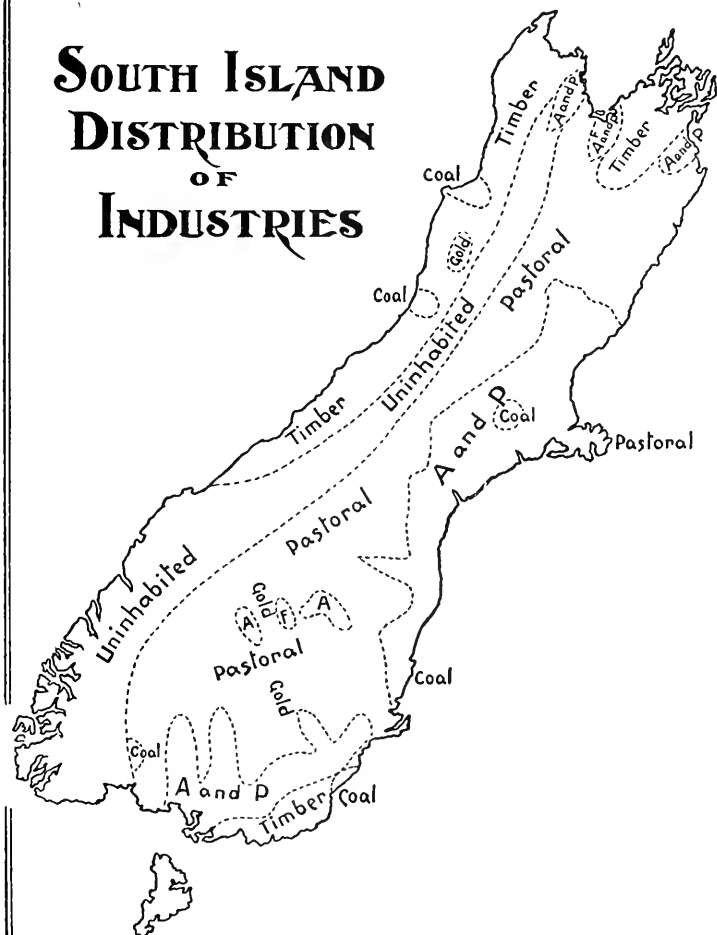 South Island
Distribution
of
Industries
Timber
A and P
F
A and P
Timber
A and P
Coal
Gold
Pastoral
Coal
Uninhabited
Timber
A and P
Coal
Pastoral
Pastoral
Uninhabited
Gold
A
F
A
Pastoral
Coal
Gold
Coal
A and P
Timber
Coal